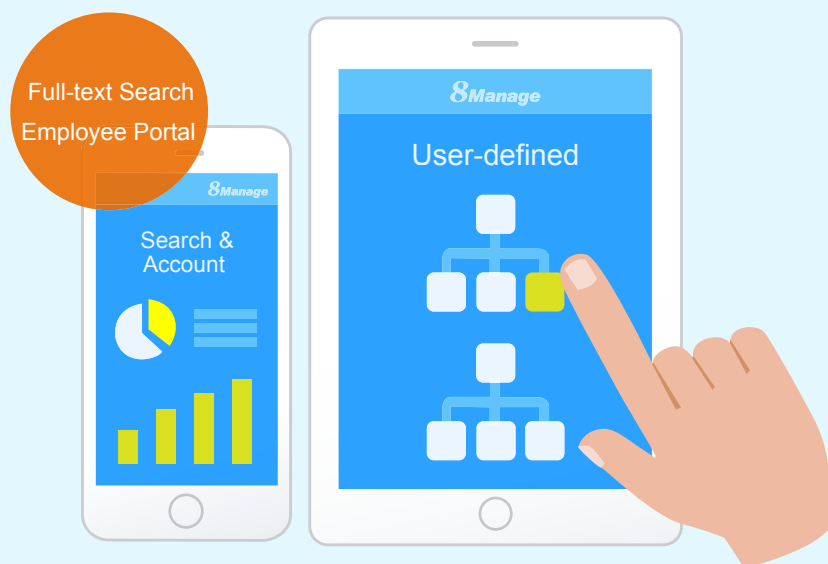 Full-text Search
Employee Portal
8Manage
Search &
Account
8Manage
User-defined